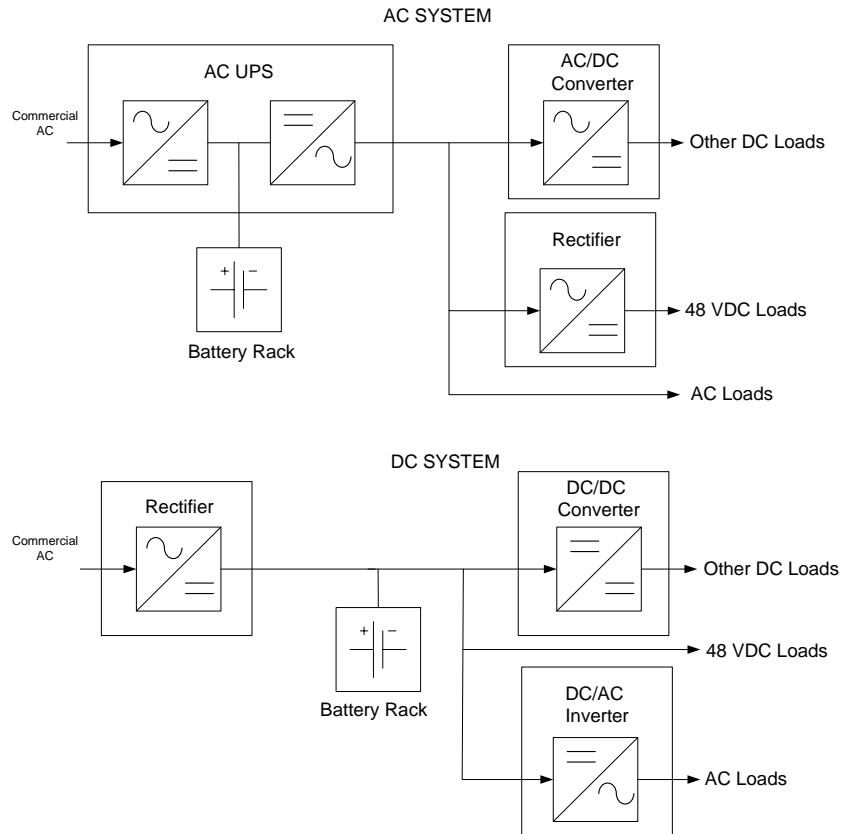 AC SYSTEM
AC UPS
AC/DC
Converter
Commercial
AC
Other DC Loads
Rectifier
+ −
48 VDC Loads
Battery Rack
AC Loads
DC SYSTEM
Rectifier
DC/DC
Converter
Commercial
AC
Other DC Loads
+ −
48 VDC Loads
Battery Rack
DC/AC
Inverter
AC Loads